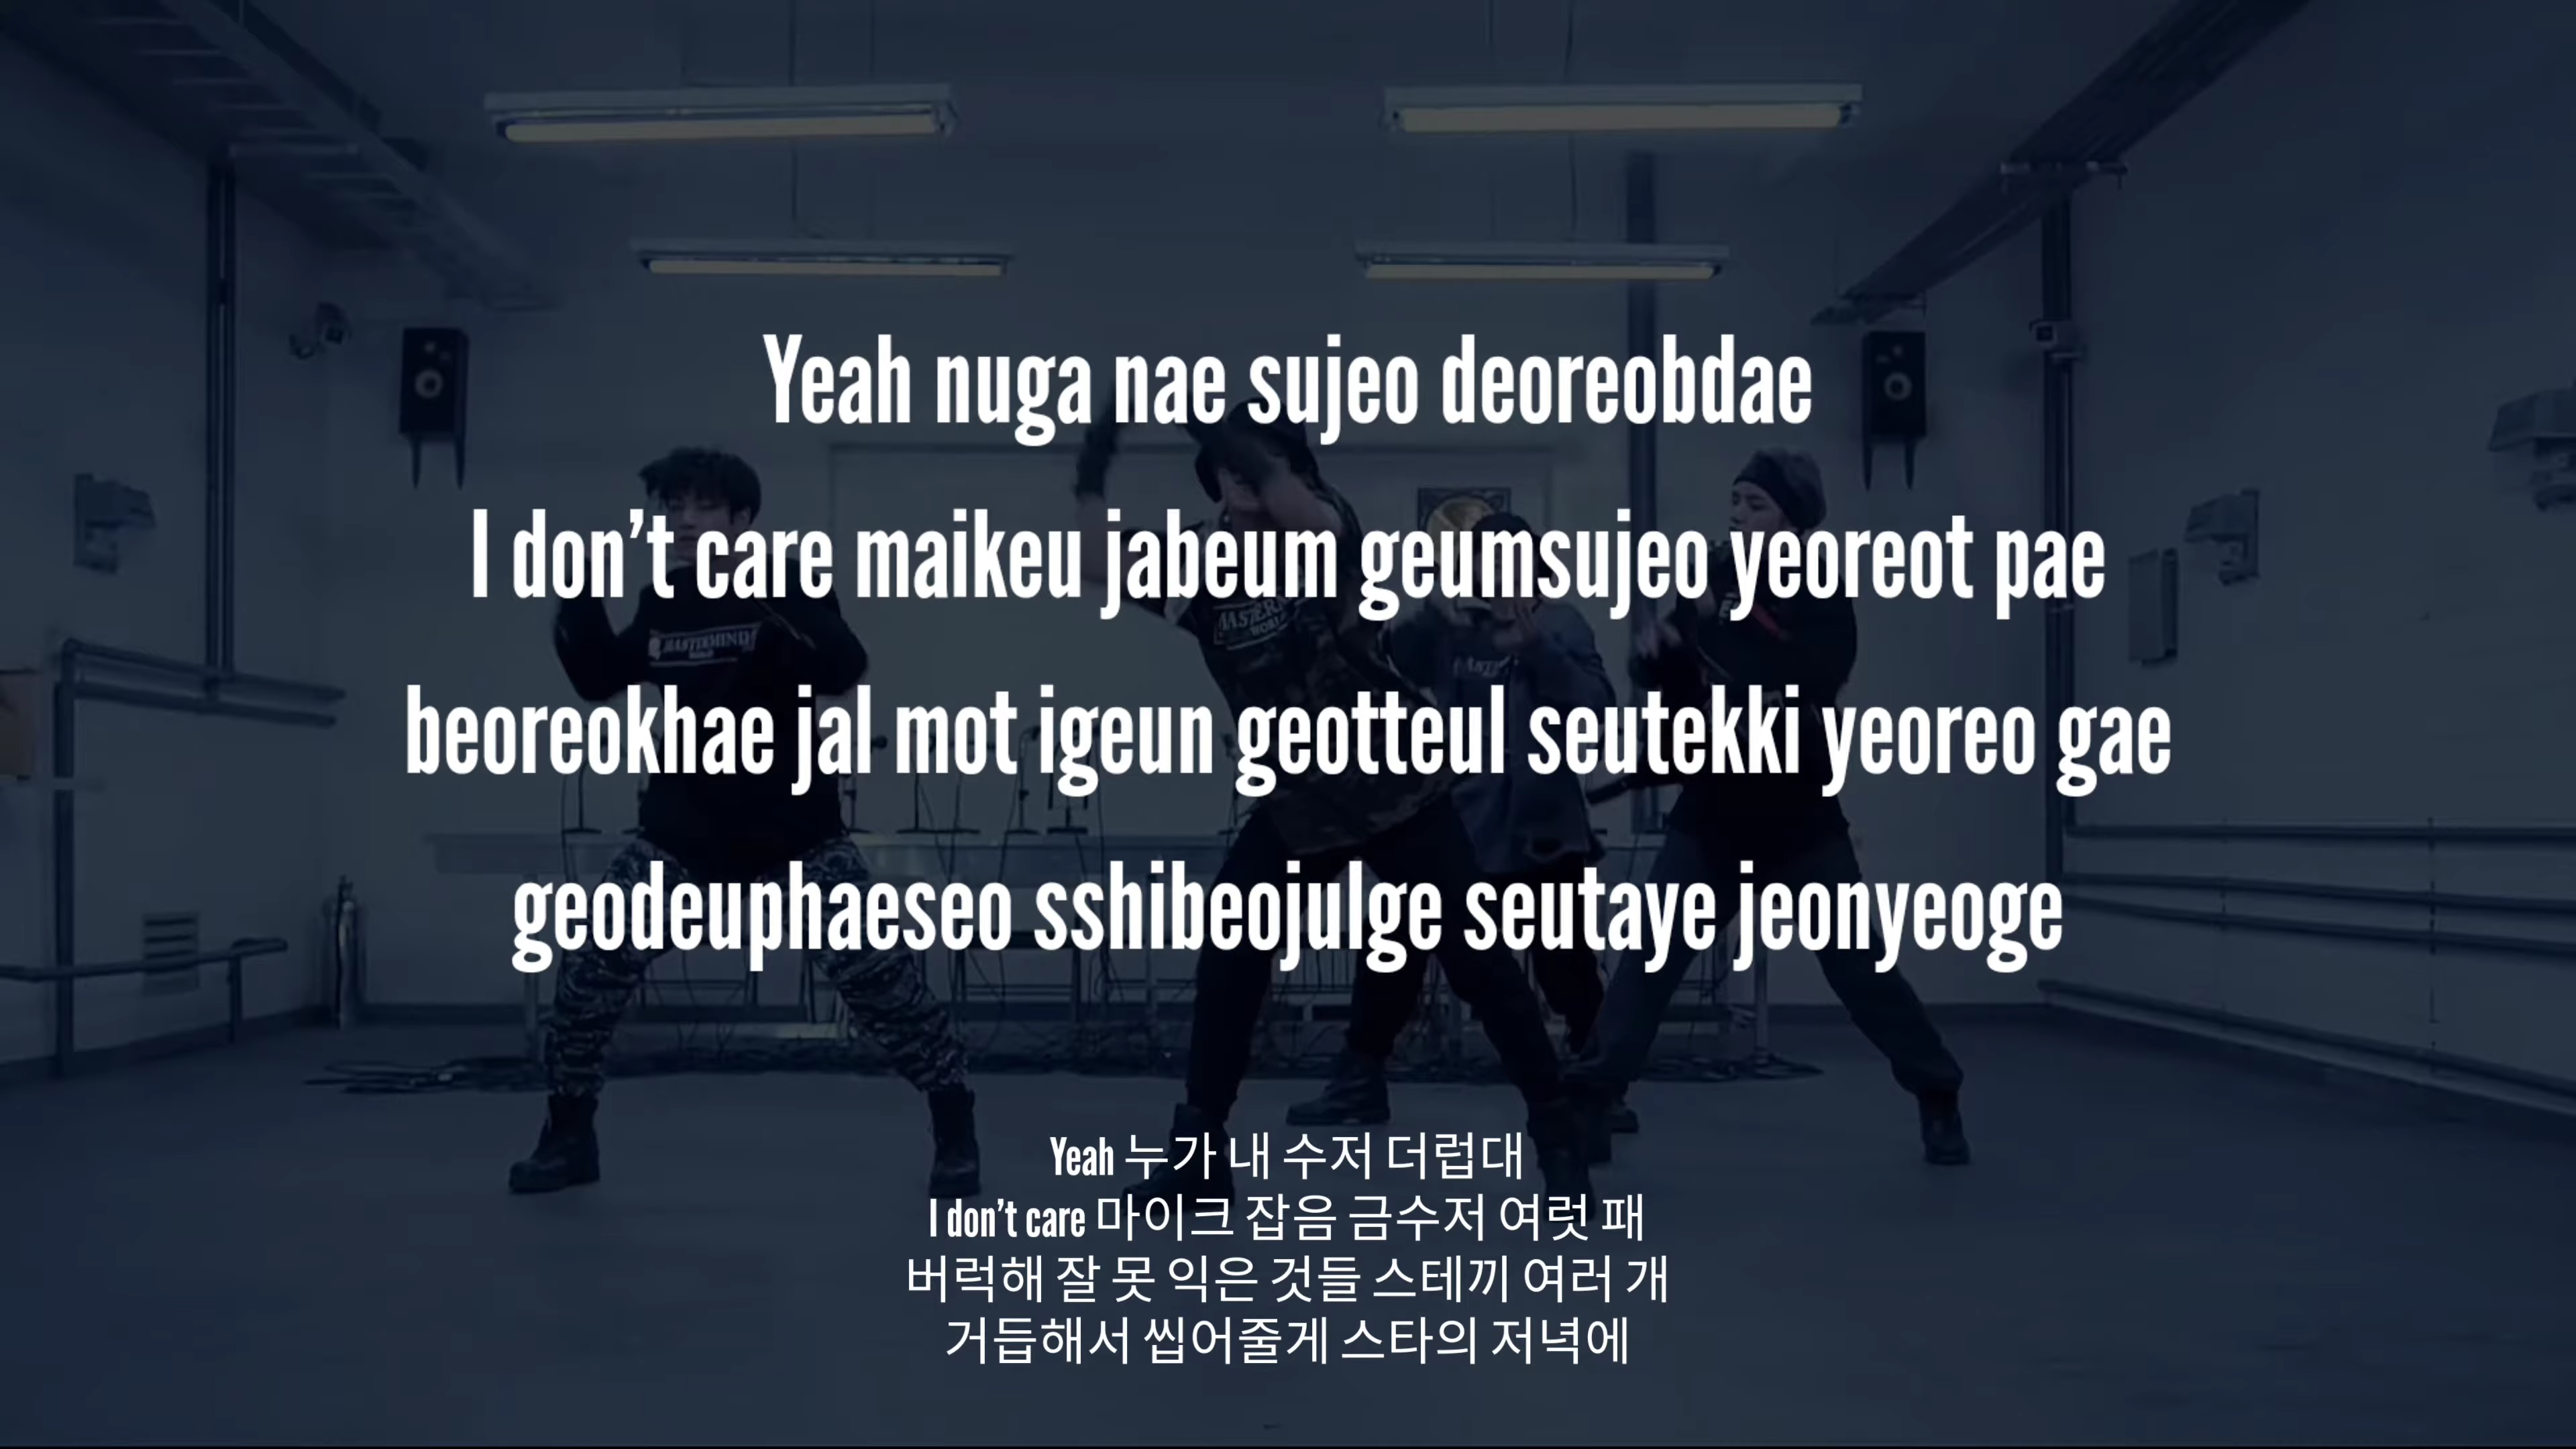 Yeah nuga nae sujeo deoreobdae
I don't care maikeu jabeum geumsujeo yeoreot pae
beoreokhae jal mot igeun geotteul seutekki yeoreo gae
geodeuphaeseo sshibeojulge seutaye jeonyeoge
MASTERMIND
WORLD
Yeah 누가 내 수저 더럽대
I don't care 마이크 잡음 금수저 여럿 패
버럭해 잘 못 익은 것들 스테끼 여러 개
거듭해서 씹어줄게 스타의 저녁에